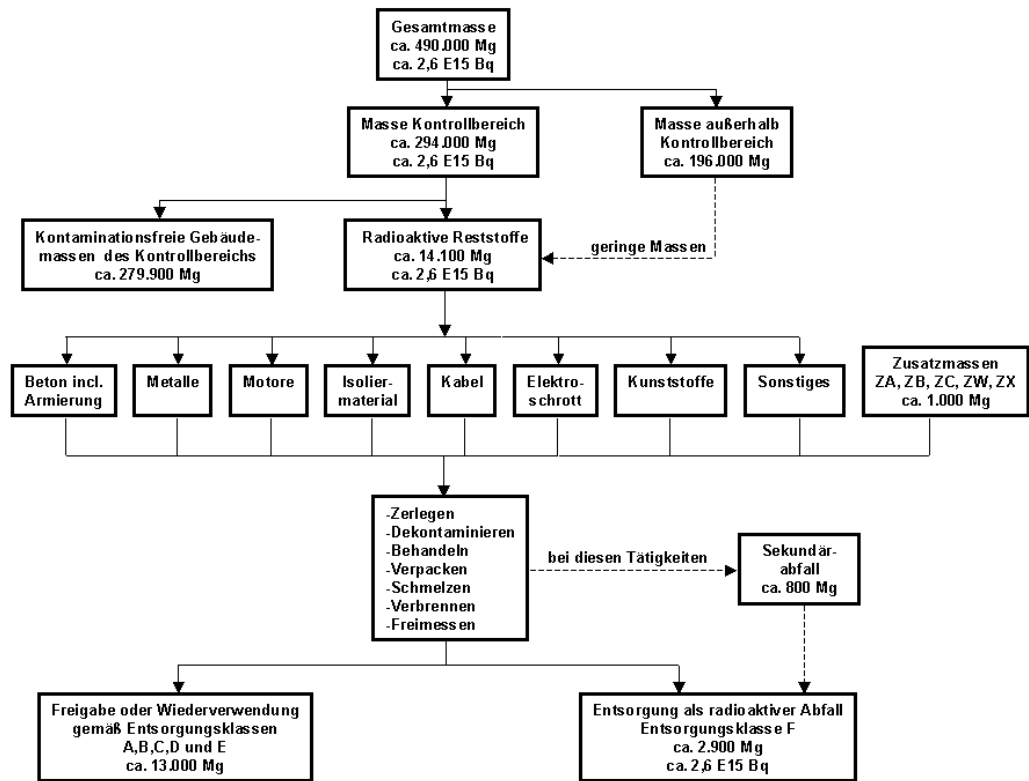 Gesamtmasse
ca. 490.000 Mg
ca. 2,6 E15 Bq
Masse Kontrollbereich
ca. 294.000 Mg
ca. 2,6 E15 Bq
Masse außerhalb
Kontrollbereich
ca. 196.000 Mg
Kontaminationsfreie Gebäude-
massen des Kontrollbereichs
ca. 279.900 Mg
Radioaktive Reststoffe
ca. 14.100 Mg
ca. 2,6 E15 Bq
geringe Massen
Beton incl.
Armierung
Metalle
Motore
Isolier-
material
Kabel
Elektro-
schrott
Kunststoffe
Sonstiges
Zusatzmassen
ZA, ZB, ZC, ZW, ZX
ca. 1.000 Mg
-Zerlegen
-Dekontaminieren
-Behandeln
-Verpacken
-Schmelzen
-Verbrennen
-Freimessen
bei diesen Tätigkeiten
Sekundär-
abfall
ca. 800 Mg
Freigabe oder Wiederverwendung
gemäß Entsorgungsklassen
A,B,C,D und E
ca. 13.000 Mg
Entsorgung als radioaktiver Abfall
Entsorgungsklasse F
ca. 2.900 Mg
ca. 2,6 E15 Bq